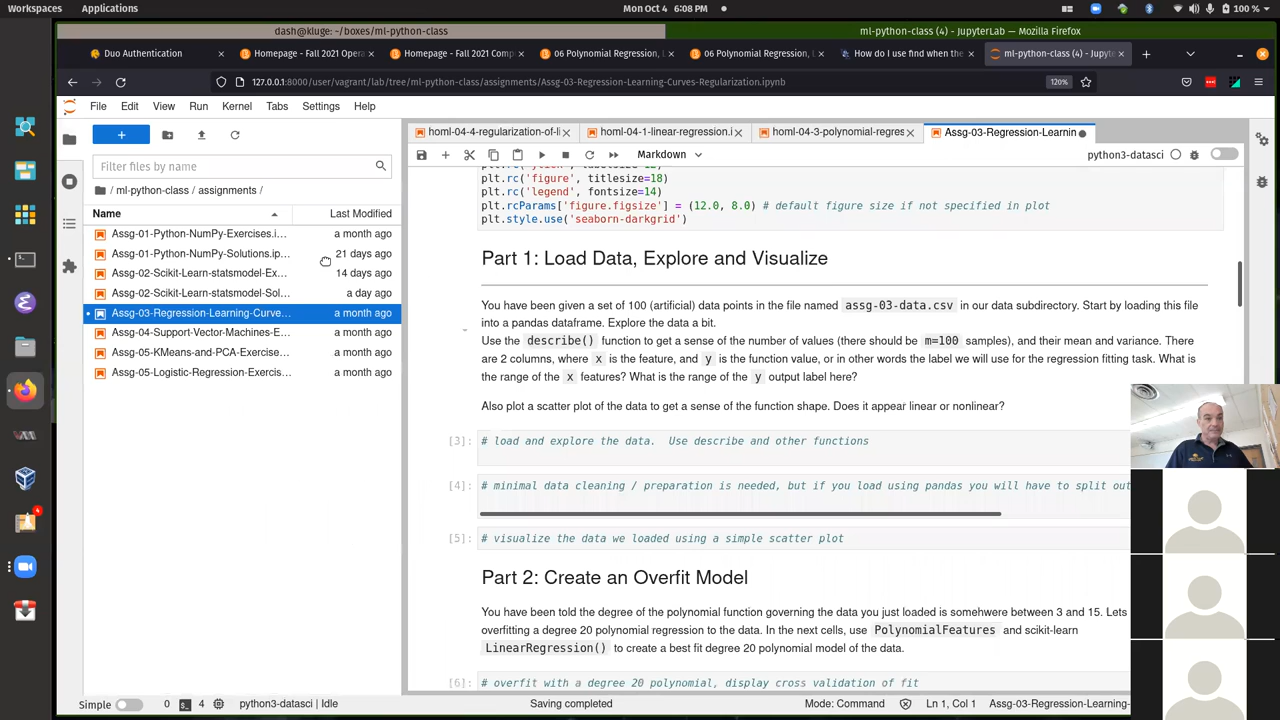 Workspaces
Applications
Mon Oct 4 6:08 PM
100 %
dash@kluge: ~/boxes/ml-python-class
ml-python-class (4) - JupyterLab — Mozilla Firefox
Duo Authentication
Homepage - Fall 2021 Oper
Homepage - Fall 2021 Comp
06 Polynomial Regression, L
06 Polynomial Regression, L
How do I use find when the
ml-python-class (4) - Jupyte
127.0.0.1:8000/user/vagrant/lab/tree/ml-python-class/assignments/Assg-03-Regression-Learning-Curves-Regularization.ipynb
120%
File Edit View Run Kernel Tabs Settings Help
homl-04-4-regularization-of-l
homl-04-1-linear-regression.i
homl-04-3-polynomial-regres
Assg-03-Regression-Learnin
Filter files by name
Markdown
python3-datasci
/ ml-python-class / assignments /
Name Last Modified
Assg-01-Python-NumPy-Exercises.i... a month ago
Assg-01-Python-NumPy-Solutions.ip... 21 days ago
Assg-02-Scikit-Learn-statsmodel-Ex... 14 days ago
Assg-02-Scikit-Learn-statsmodel-Sol... a day ago
Assg-03-Regression-Learning-Curve... a month ago
Assg-04-Support-Vector-Machines-E... a month ago
Assg-05-KMeans-and-PCA-Exercise... a month ago
Assg-05-Logistic-Regression-Exercis... a month ago
plt.rc('figure', titlesize=18)
plt.rc('legend', fontsize=14)
plt.rcParams['figure.figsize'] = (12.0, 8.0) # default figure size if not specified in plot
plt.style.use('seaborn-darkgrid')
Part 1: Load Data, Explore and Visualize
You have been given a set of 100 (artificial) data points in the file named assg-03-data.csv in our data subdirectory. Start by loading this file
into a pandas dataframe. Explore the data a bit.
Use the describe() function to get a sense of the number of values (there should be m=100 samples), and their mean and variance. There
are 2 columns, where x is the feature, and y is the function value, or in other words the label we will use for the regression fitting task. What is
the range of the x features? What is the range of the y output label here?
Also plot a scatter plot of the data to get a sense of the function shape. Does it appear linear or nonlinear?
[3]: # load and explore the data. Use describe and other functions
[4]: # minimal data cleaning / preparation is needed, but if you load using pandas you will have to split out
[5]: # visualize the data we loaded using a simple scatter plot
Part 2: Create an Overfit Model
You have been told the degree of the polynomial function governing the data you just loaded is somehwere between 3 and 15. Lets
overfitting a degree 20 polynomial regression to the data. In the next cells, use PolynomialFeatures and scikit-learn
LinearRegression() to create a best fit degree 20 polynomial model of the data.
[6]: # overfit with a degree 20 polynomial, display cross validation of fit
Simple 0 4 python3-datasci | Idle
Saving completed
Mode: Command
Ln 1, Col 1
Assg-03-Regression-Learning-